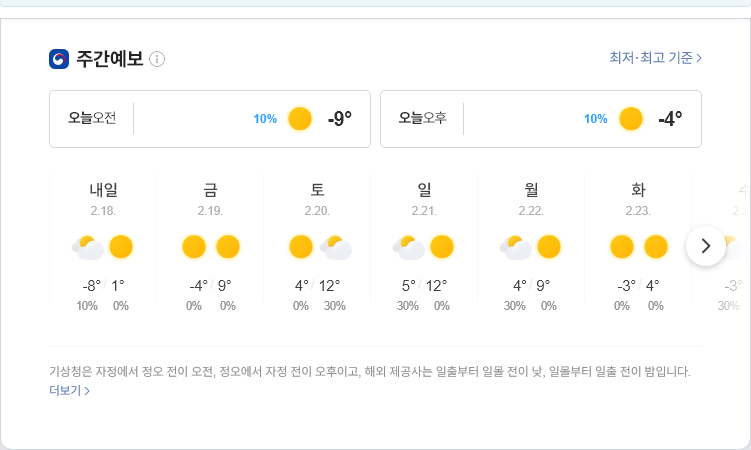 주간예보
최저·최고 기준
오늘오전 10% -9°
오늘오후 10% -4°
내일 금 토 일 월 화
2.18. 2.19. 2.20. 2.21. 2.22. 2.23.
-8° / 1° -4° / 9° 4° / 12° 5° / 12° 4° / 9° -3° / 4° -3°
10% 0% 0% 0% 0% 30% 30% 0% 30% 0% 0% 0% 30%
기상청은 자정에서 정오 전이 오전, 정오에서 자정 전이 오후이고, 해외 제공사는 일출부터 일몰 전이 낮, 일몰부터 일출 전이 밤입니다.
더보기